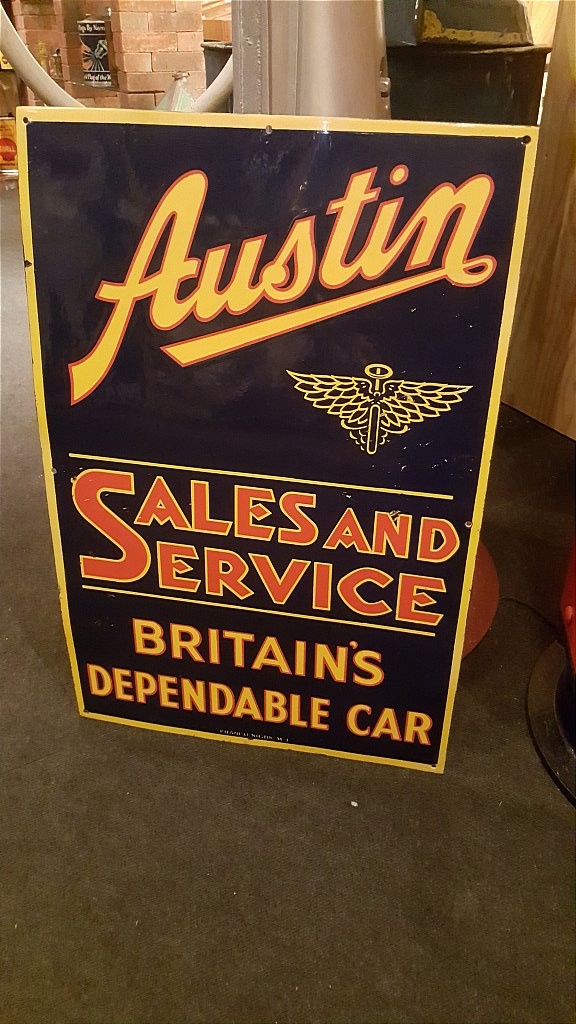 Austin
SALES AND
SERVICE
BRITAIN'S
DEPENDABLE CAR